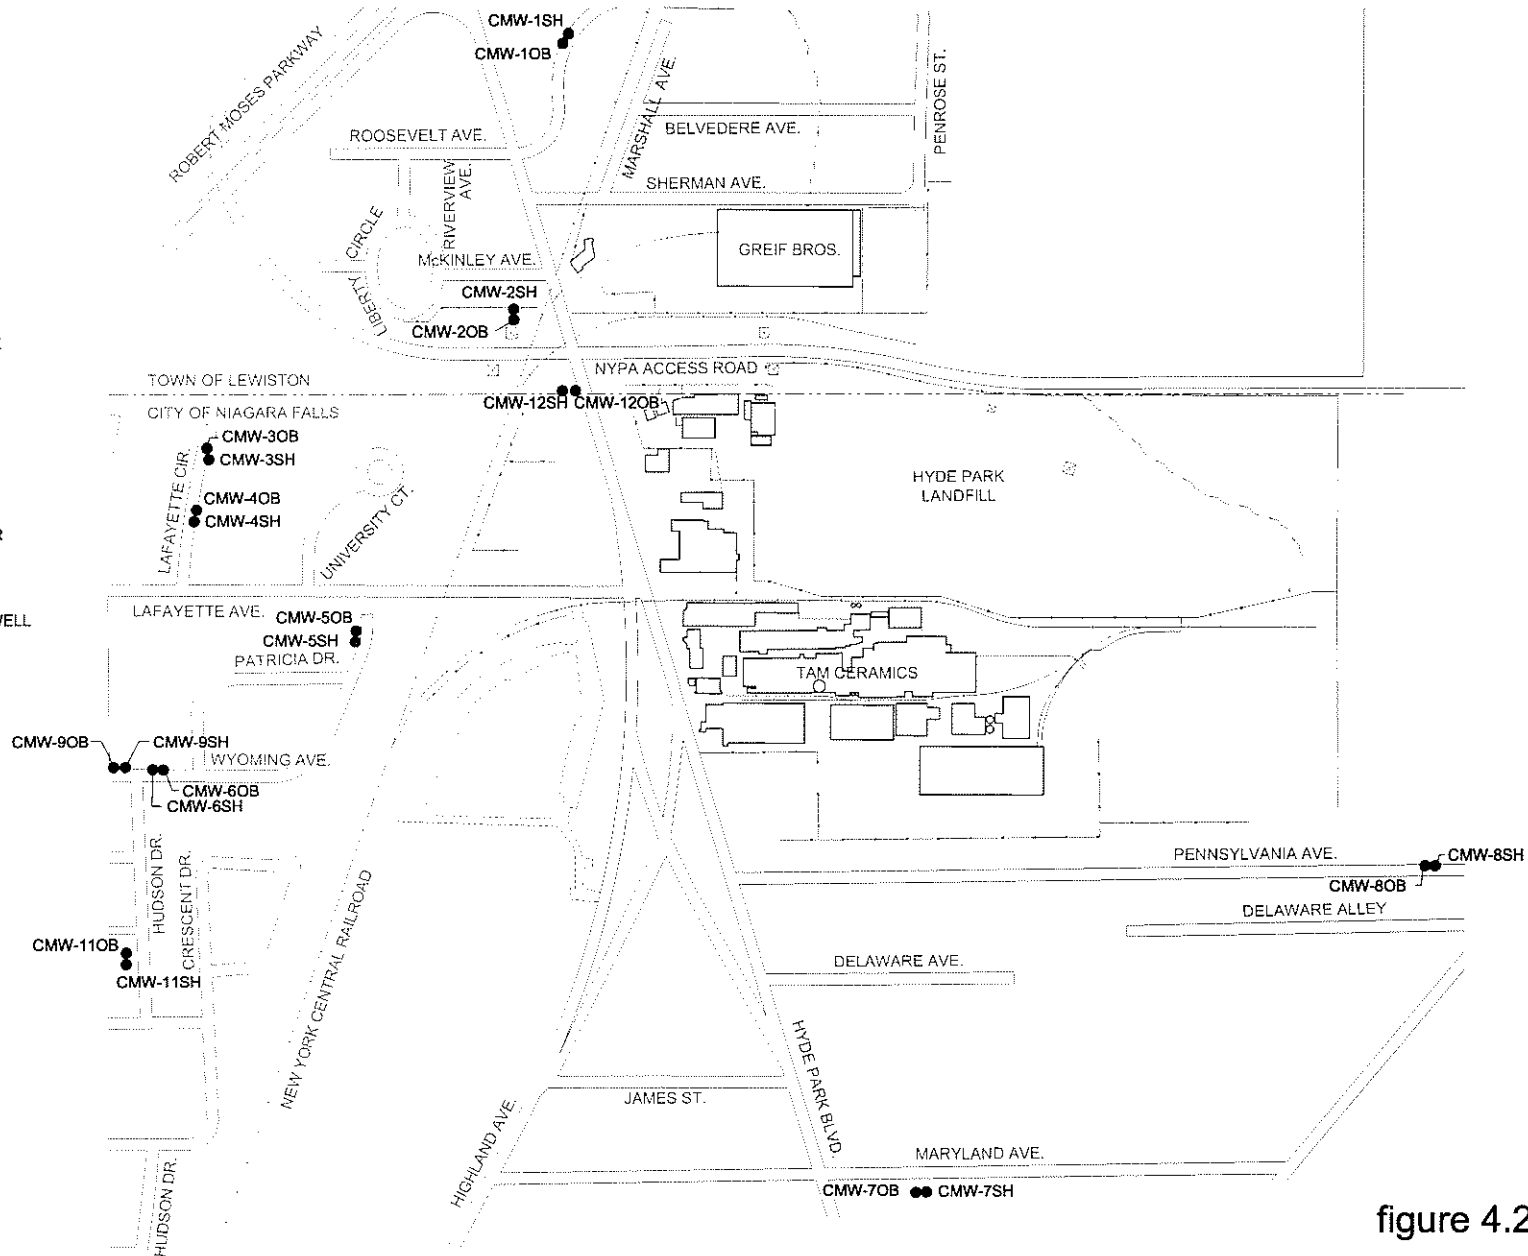 CMW-1SH
CMW-1OB
ROBERT MOSES PARKWAY
MARSHALL AVE.
PENROSE ST.
ROOSEVELT AVE.
BELVEDERE AVE.
RIVERVIEW
AVE.
SHERMAN AVE.
LIBERTY CIRCLE
McKINLEY AVE.
GREIF BROS.
CMW-2SH
CMW-2OB
NYPA ACCESS ROAD
TOWN OF LEWISTON
CITY OF NIAGARA FALLS
CMW-12SH CMW-12OB
CMW-3OB
CMW-3SH
LAFAYETTE CIR.
CMW-4OB
CMW-4SH
UNIVERSITY CT.
HYDE PARK
LANDFILL
R
ELL
LAFAYETTE AVE.
CMW-5OB
CMW-5SH
PATRICIA DR.
TAM CERAMICS
CMW-9OB
CMW-9SH
WYOMING AVE.
CMW-6OB
CMW-6SH
HUDSON DR.
CRESCENT DR.
NEW YORK CENTRAL RAILROAD
PENNSYLVANIA AVE.
CMW-8SH
CMW-8OB
DELAWARE ALLEY
CMW-11OB
CMW-11SH
DELAWARE AVE.
HYDE PARK BLVD.
JAMES ST.
HIGHLAND AVE.
MARYLAND AVE.
HUDSON DR.
CMW-7OB
CMW-7SH
figure 4.2